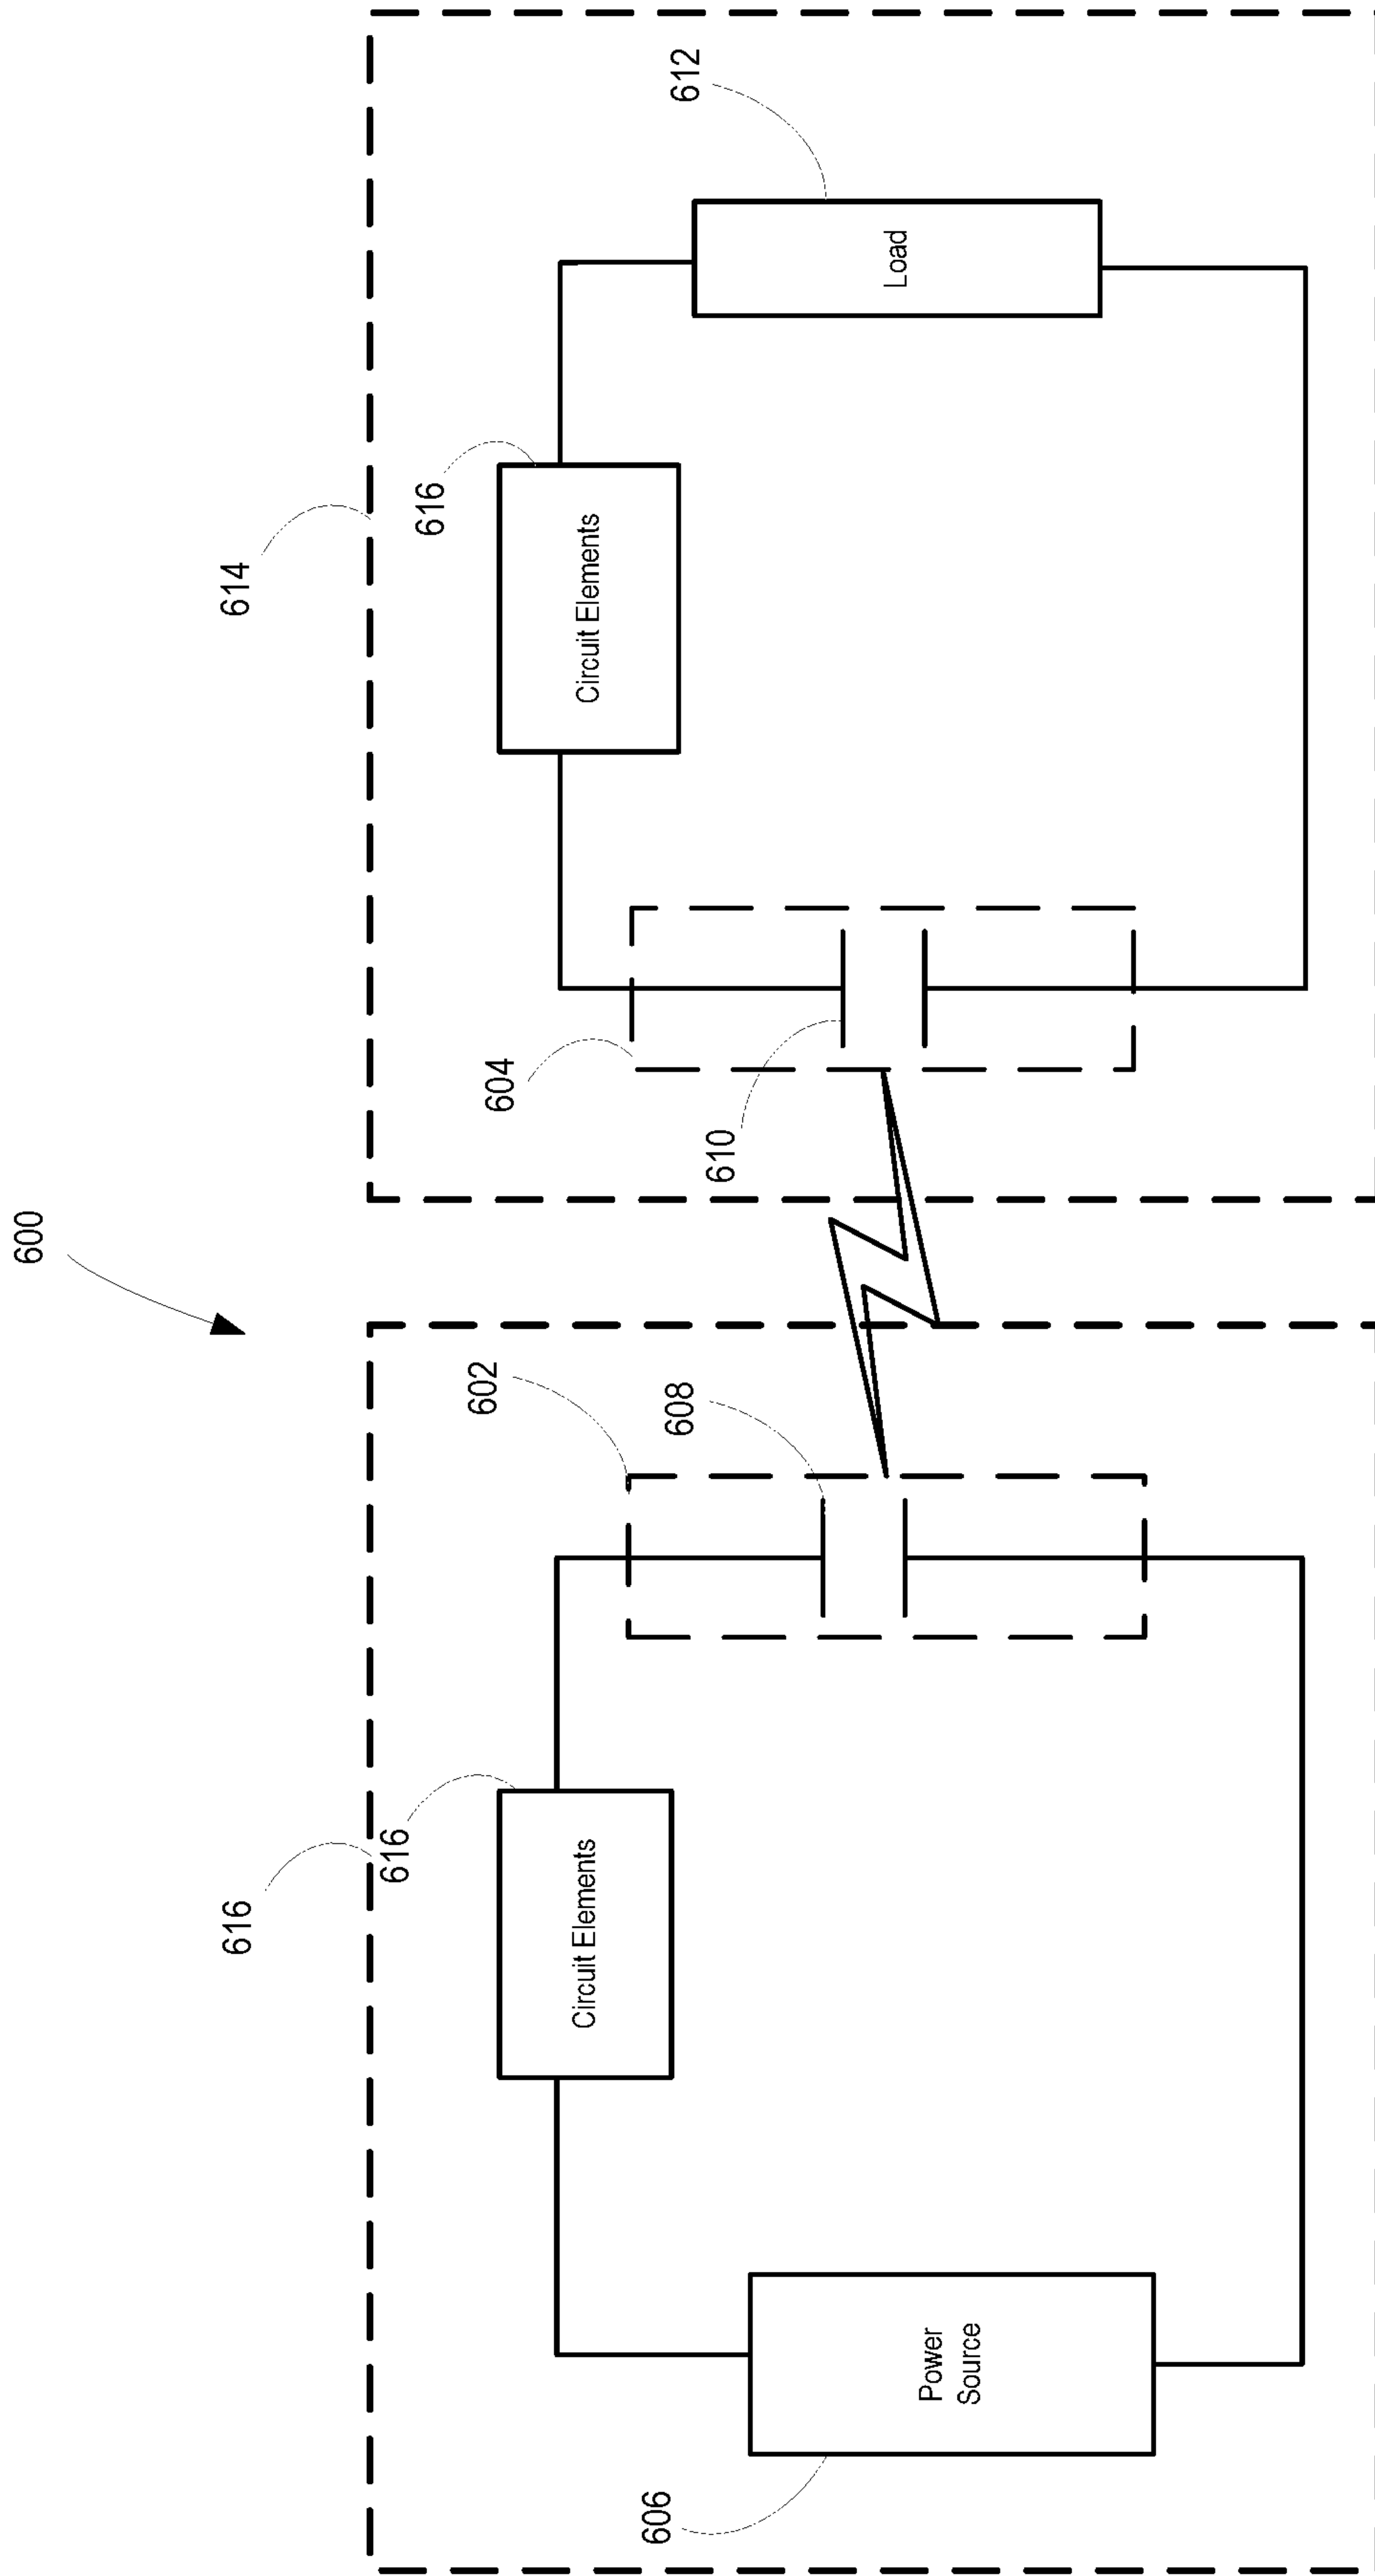 600
616
614
616
Circuit Elements
602
604
616
Circuit Elements
612
606
Power
Source
608
610
Load